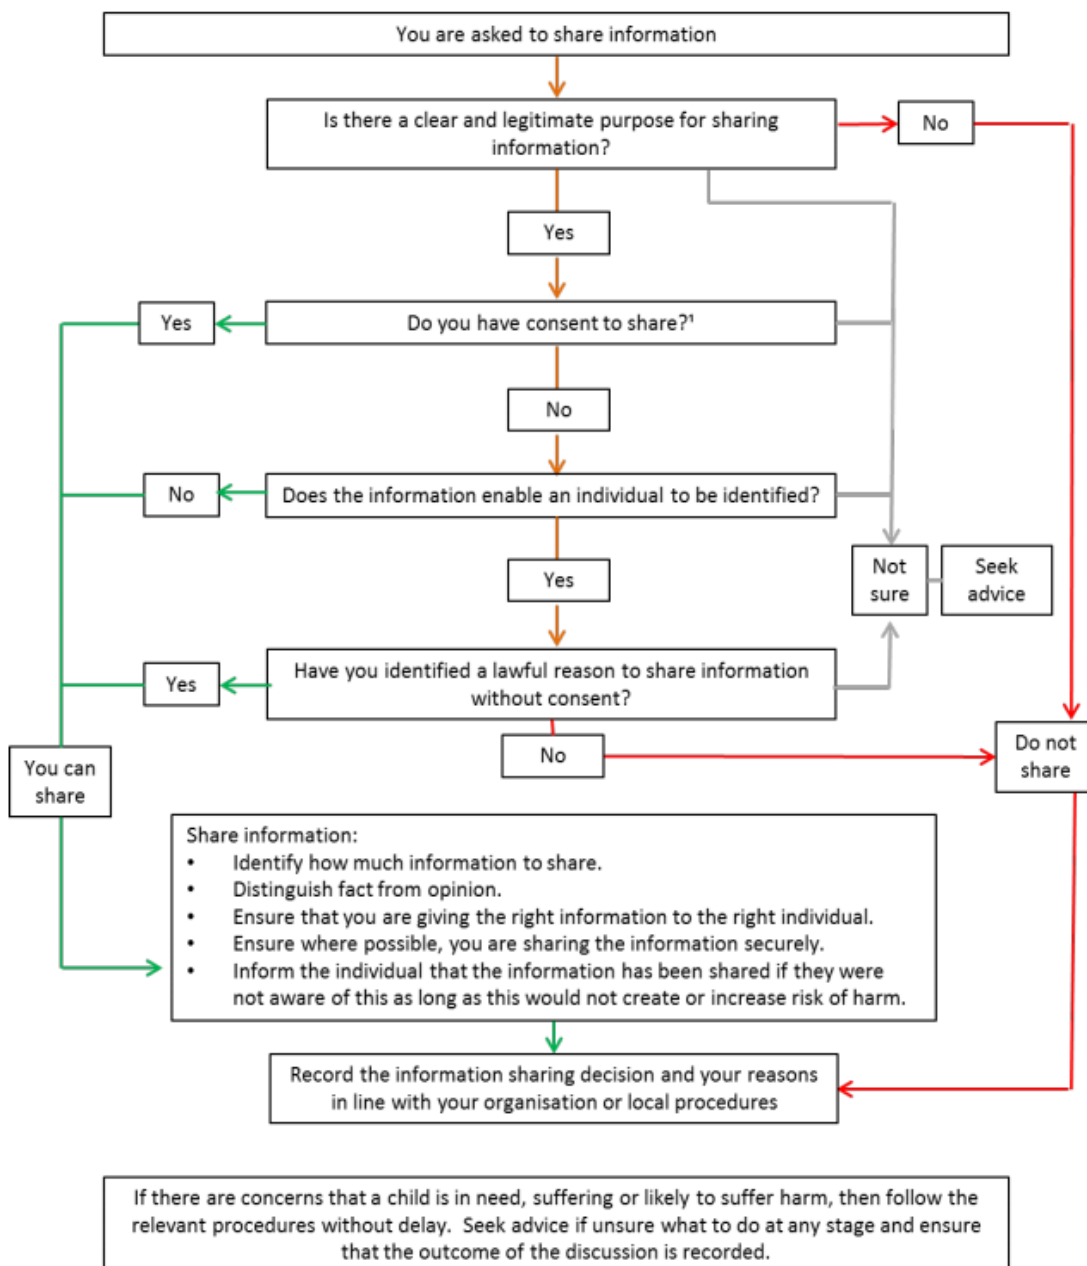 You are asked to share information
Is there a clear and legitimate purpose for sharing
information?
No
Yes
Yes
Do you have consent to share?¹
No
No
Does the information enable an individual to be identified?
Yes
Not
sure
Seek
advice
Yes
Have you identified a lawful reason to share information
without consent?
No
Do not
share
You can
share
Share information:
• Identify how much information to share.
• Distinguish fact from opinion.
• Ensure that you are giving the right information to the right individual.
• Ensure where possible, you are sharing the information securely.
• Inform the individual that the information has been shared if they were
not aware of this as long as this would not create or increase risk of harm.
Record the information sharing decision and your reasons
in line with your organisation or local procedures
If there are concerns that a child is in need, suffering or likely to suffer harm, then follow the
relevant procedures without delay.  Seek advice if unsure what to do at any stage and ensure
that the outcome of the discussion is recorded.